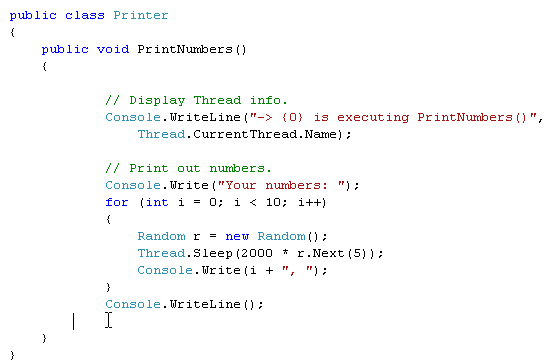 public class Printer
{
    public void PrintNumbers()
    {

            // Display Thread info.
            Console.WriteLine("-> {0} is executing PrintNumbers()",
                Thread.CurrentThread.Name);

            // Print out numbers.
            Console.Write("Your numbers: ");
            for (int i = 0; i < 10; i++)
            {
                Random r = new Random();
                Thread.Sleep(2000 * r.Next(5));
                Console.Write(i + ", ");
            }
            Console.WriteLine();

    }
}